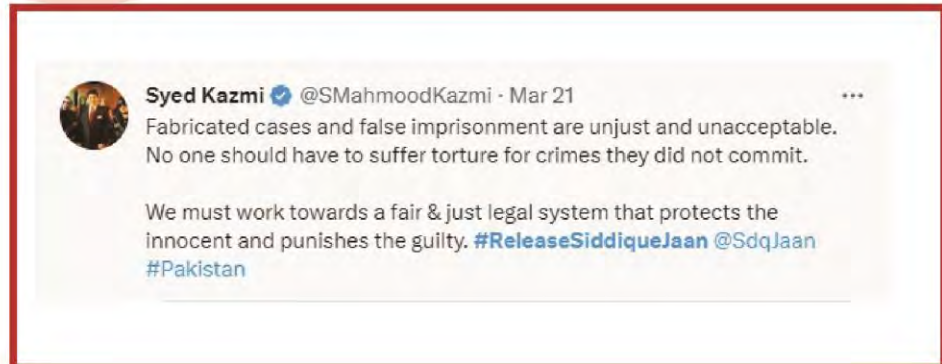 Syed Kazmi @SMahmoodKazmi · Mar 21
Fabricated cases and false imprisonment are unjust and unacceptable.
No one should have to suffer torture for crimes they did not commit.
We must work towards a fair & just legal system that protects the
innocent and punishes the guilty. #ReleaseSiddiqueJaan @SdqJaan
#Pakistan